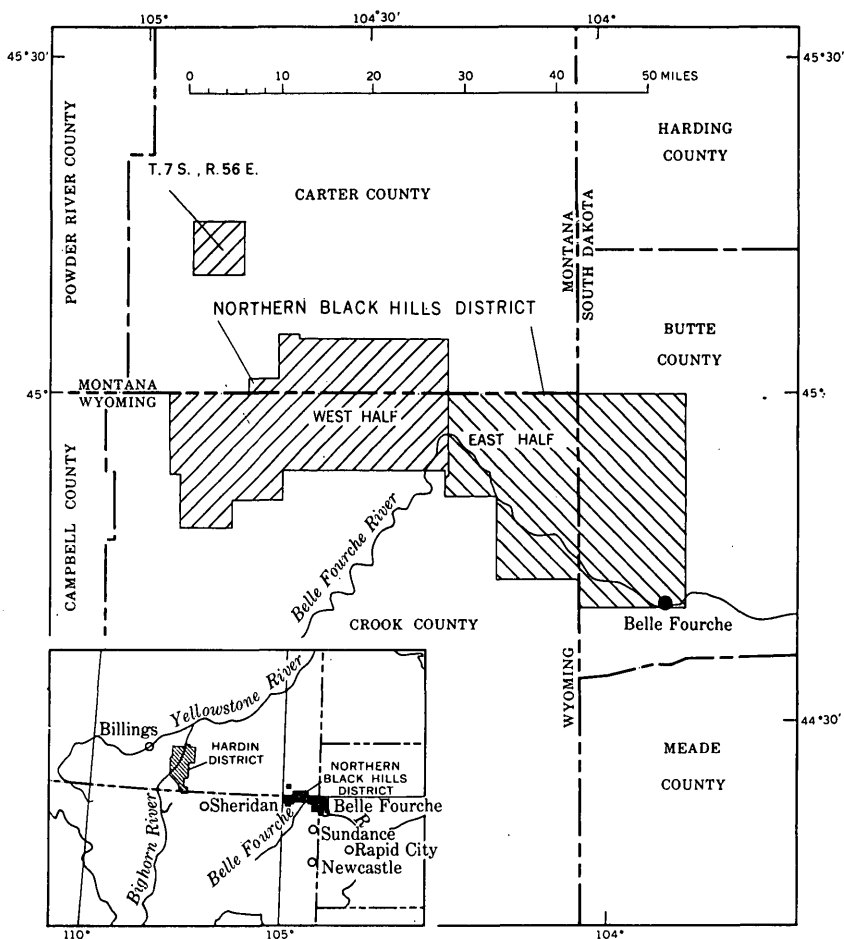 105°
104°30′
104°
45°30′
45°30′
0
10
20
30
40
50 MILES
POWDER RIVER COUNTY
HARDING
COUNTY
T. 7 S., R. 56 E.
CARTER COUNTY
MONTANA
SOUTH DAKOTA
NORTHERN BLACK HILLS DISTRICT
BUTTE
COUNTY
45°
MONTANA
WYOMING
45°
WEST HALF
EAST HALF
CAMPBELL COUNTY
Belle Fourche River
CROOK COUNTY
Belle Fourche
WYOMING
44°30′
MEADE
COUNTY
Yellowstone River
Billings
HARDIN
DISTRICT
NORTHERN
BLACK HILLS
DISTRICT
Sheridan
Belle Fourche
Bighorn River
Belle Fourche
R.
Sundance
Rapid City
Newcastle
110°
105°
104°